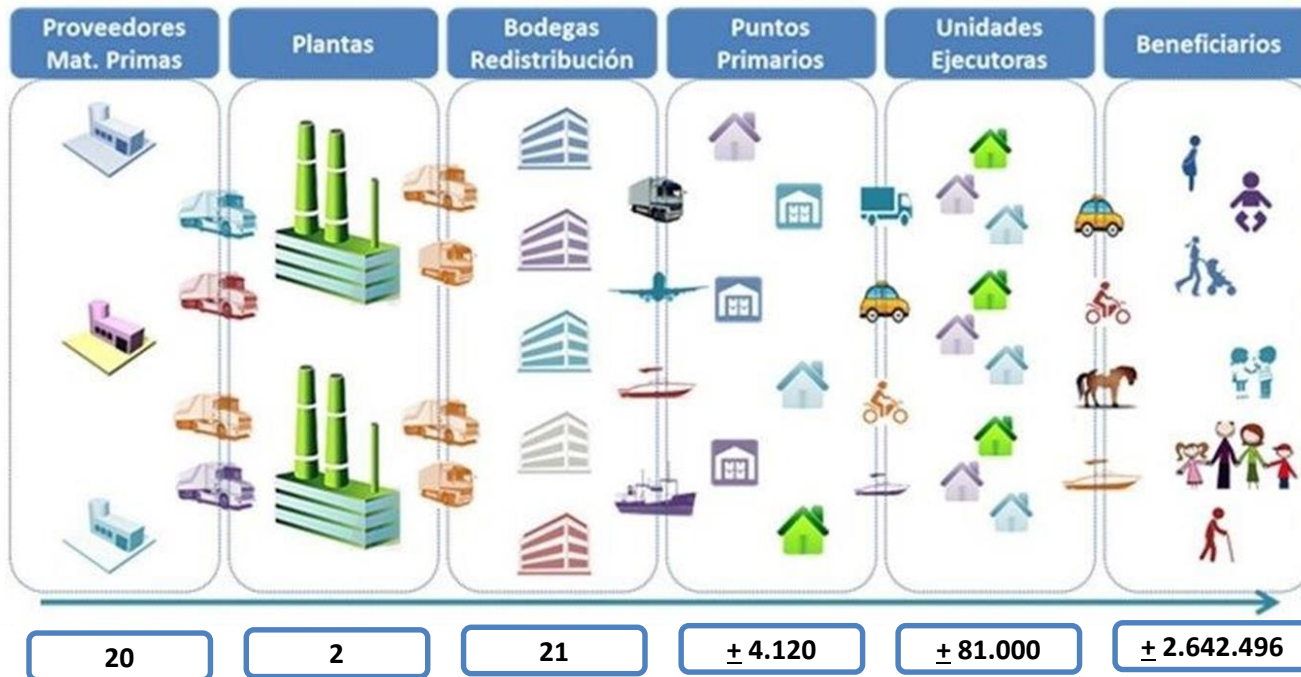 Proveedores
Mat. Primas
Plantas
Bodegas
Redistribución
Puntos
Primarios
Unidades
Ejecutoras
Beneficiarios
20
2
21
± 4.120
± 81.000
± 2.642.496